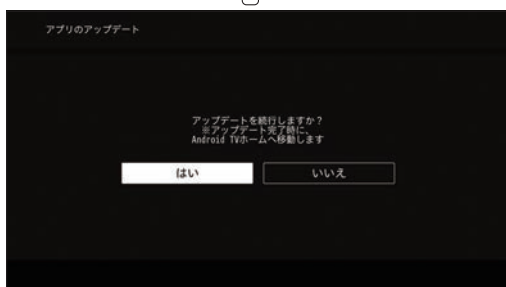 アプリのアップデート
アップデートを続行しますか？
※アップデート完了時に、
Android TVホームへ移動します
はい
いいえ